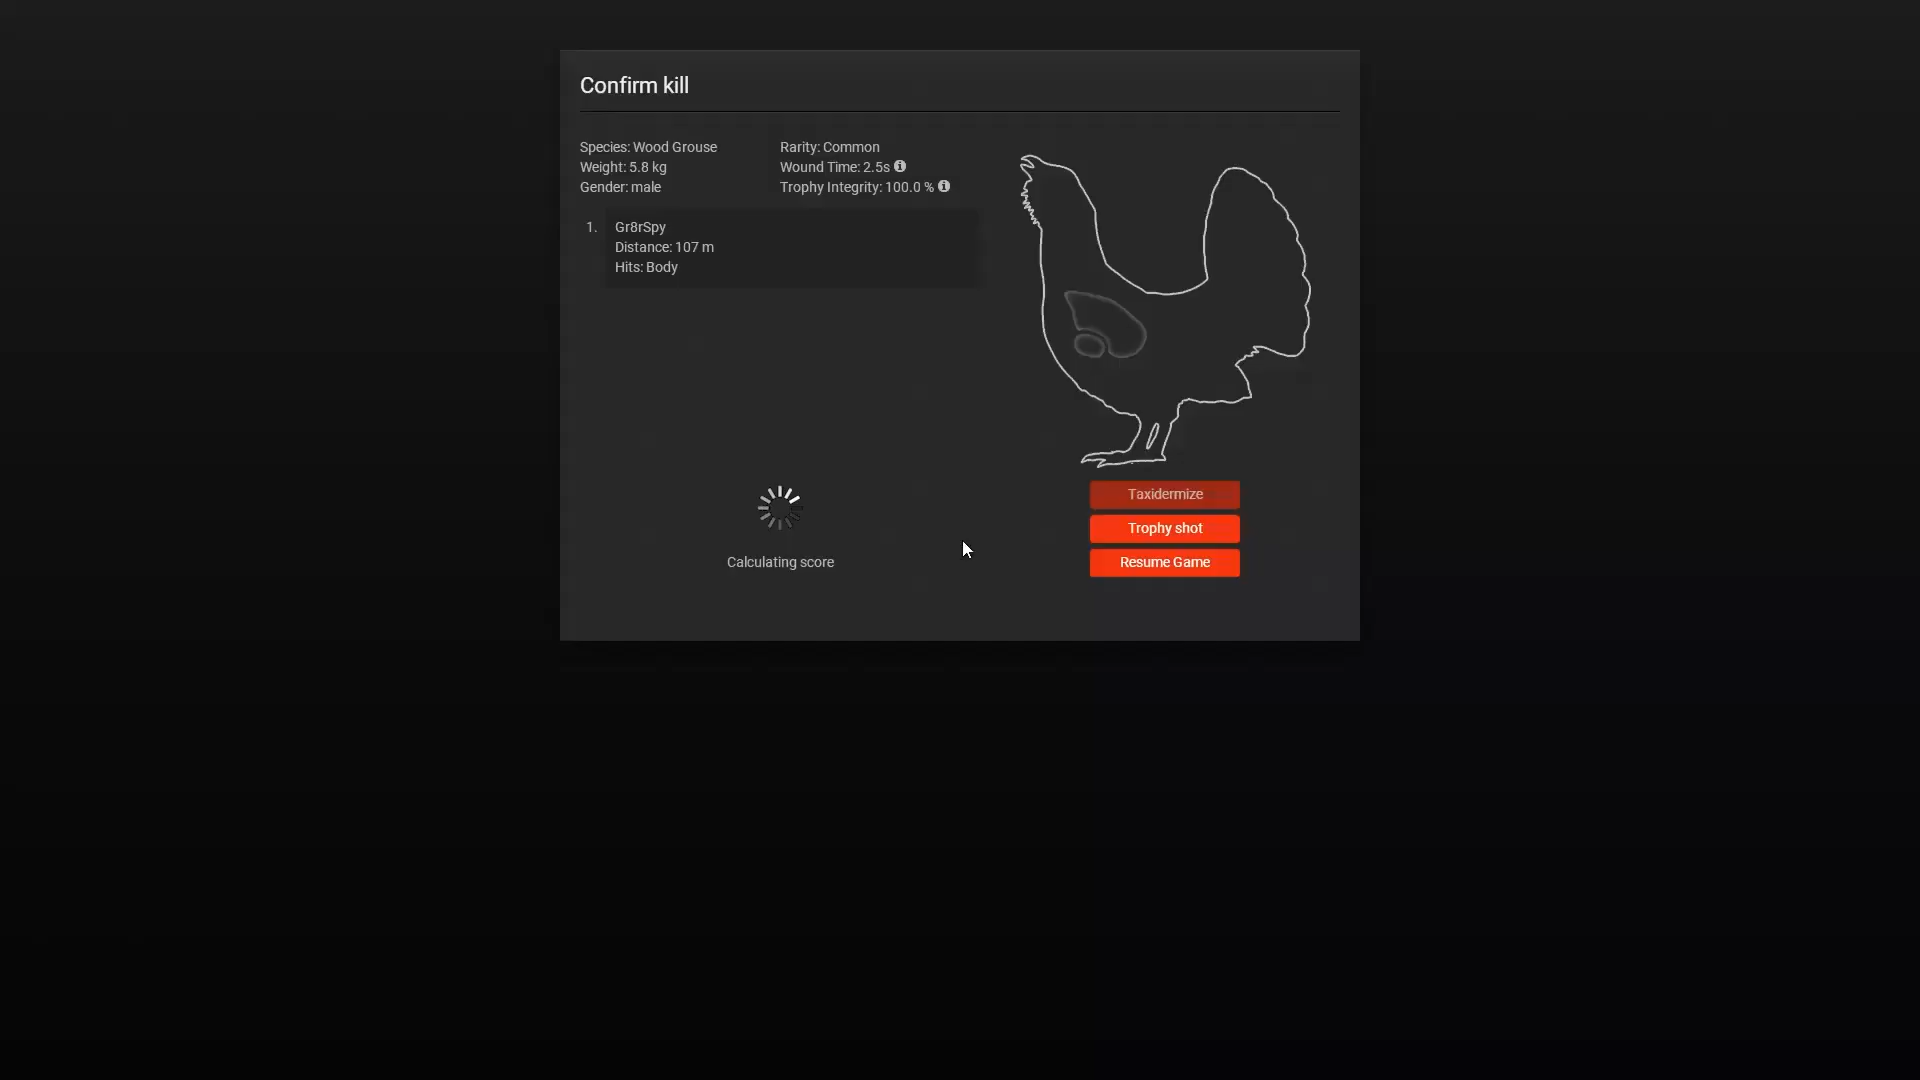 Confirm kill
Species: Wood Grouse
Weight: 5.8 kg
Gender: male
Rarity: Common
Wound Time: 2.5s
Trophy Integrity: 100.0 %
1.
Gr8rSpy
Distance: 107 m
Hits: Body
Calculating score
Taxidermize
Trophy shot
Resume Game